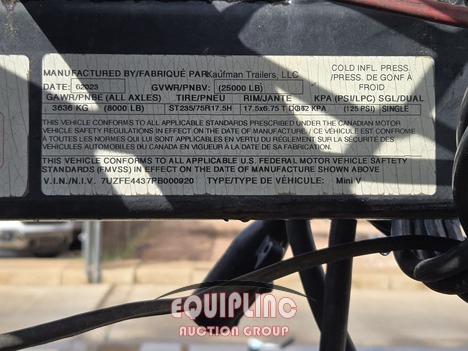 MANUFACTURED BY/FABRIQUÉ PAR Kaufman Trailers, LLC
COLD INFL. PRESS. /PRESS. DE GONF À FROID
DATE: 62023 GVWR/PNBV: (25000 LB)
GAWR/PNBE (ALL AXLES) TIRE/PNEU RIM/JANTE KPA (PSI/LPC) SGL/DUAL
3636 KG (8000 LB) ST235/75R17.5H 17.5x6.75 TDC KPA (125 PSI) SINGLE
THIS VEHICLE CONFORMS TO ALL APPLICABLE STANDARDS PRESCRIBED UNDER THE CANADIAN MOTOR
VEHICLE SAFETY REGULATIONS IN EFFECT ON THE DATE OF MANUFACTURE / CE
VÉHICULE EST CONFORME À TOUTES LES NORMES QUI LUI SONT APPLICABLES EN VERTU DU RÈGLEMENT SUR LA SÉCURITÉ DES
VÉHICULES AUTOMOBILES DU CANADA EN VIGUEUR À LA DATE DE SA FABRICATION.
THIS VEHICLE CONFORMS TO ALL APPLICABLE U.S. FEDERAL MOTOR VEHICLE SAFTETY
STANDARDS (FMVSS) IN EFFECT ON THE DATE OF MANUFACTURE SHOWN ABOVE
V.I.N./N.I.V. 7UZFE4437PB000920 TYPE/TYPE DE VÉHICULE: Mini V
EQUIPLINC
AUCTION GROUP